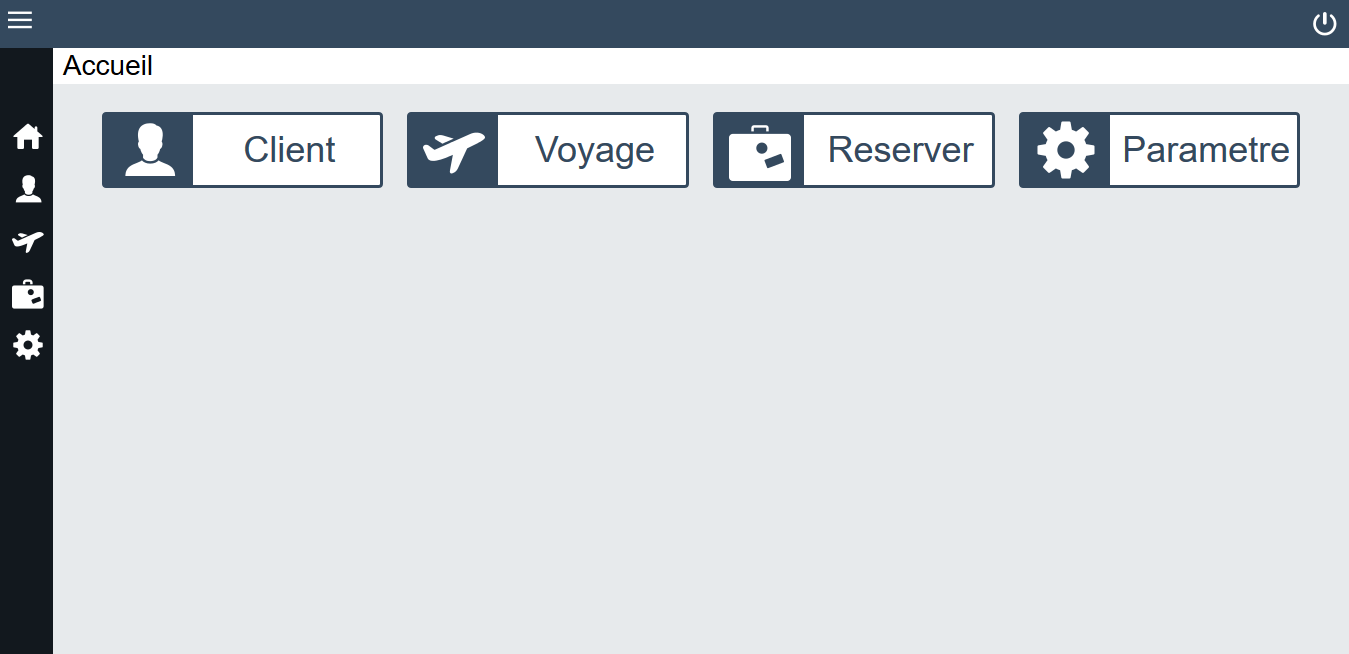 Accueil
Client
Voyage
Reserver
Parametre